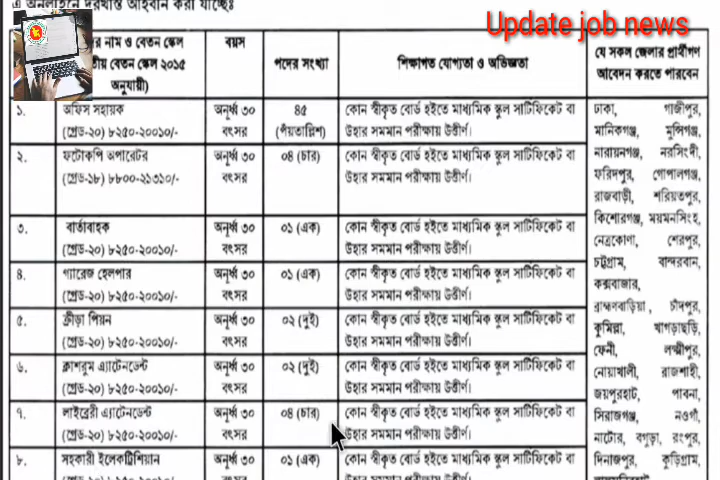 এ অনলাইনে দরখাস্ত আহবান করা যাচ্ছেঃ
Update job news
র নাম ও বেতন স্কেল
তীয় বেতন স্কেল ২০১৫
অনুযায়ী)
বয়স
পদের সংখ্যা
শিক্ষাগত যোগ্যতা ও অভিজ্ঞতা
যে সকল জেলার প্রার্থীগণ
আবেদন করতে পারবেন
১. অফিস সহায়ক অনূর্ধ্ব ৩০ ৪৫ কোন স্বীকৃত বোর্ড হইতে মাধ্যমিক স্কুল সার্টিফিকেট বা
(গ্রেড-২০) ৮২৫০-২০০১০/- বৎসর (পঁয়তাল্লিশ) উহার সমমান পরীক্ষায় উত্তীর্ণ।
২. ফটোকপি অপারেটর অনূর্ধ্ব ৩০ ০৪ (চার) কোন স্বীকৃত বোর্ড হইতে মাধ্যমিক স্কুল সার্টিফিকেট বা
(গ্রেড-১৮) ৮৮০০-২১৩১০/- বৎসর উহার সমমান পরীক্ষায় উত্তীর্ণ।
৩. বার্তাবাহক অনূর্ধ্ব ৩০ ০১ (এক) কোন স্বীকৃত বোর্ড হইতে মাধ্যমিক স্কুল সার্টিফিকেট বা
(গ্রেড-২০) ৮২৫০-২০০১০/- বৎসর উহার সমমান পরীক্ষায় উত্তীর্ণ।
৪. গ্যারেজ হেলপার অনূর্ধ্ব ৩০ ০১ (এক) কোন স্বীকৃত বোর্ড হইতে মাধ্যমিক স্কুল সার্টিফিকেট বা
(গ্রেড-২০) ৮২৫০-২০০১০/- বৎসর উহার সমমান পরীক্ষায় উত্তীর্ণ।
৫. ক্রীড়া পিয়ন অনূর্ধ্ব ৩০ ০২ (দুই) কোন স্বীকৃত বোর্ড হইতে মাধ্যমিক স্কুল সার্টিফিকেট বা
(গ্রেড-২০) ৮২৫০-২০০১০/- বৎসর উহার সমমান পরীক্ষায় উত্তীর্ণ।
৬. ক্লাশরুম এ্যাটেনডেন্ট অনূর্ধ্ব ৩০ ০২ (দুই) কোন স্বীকৃত বোর্ড হইতে মাধ্যমিক স্কুল সার্টিফিকেট বা
(গ্রেড-২০) ৮২৫০-২০০১০/- বৎসর উহার সমমান পরীক্ষায় উত্তীর্ণ।
৭. লাইব্রেরী এ্যাটেনডেন্ট অনূর্ধ্ব ৩০ ০৪ (চার) কোন স্বীকৃত বোর্ড হইতে মাধ্যমিক স্কুল সার্টিফিকেট বা
(গ্রেড-২০) ৮২৫০-২০০১০/- বৎসর উহার সমমান পরীক্ষায় উত্তীর্ণ।
৮. সহকারী ইলেকট্রিশিয়ান অনূর্ধ্ব ৩০ ০১ (এক) কোন স্বীকৃত বোর্ড হইতে মাধ্যমিক স্কুল সার্টিফিকেট বা
ঢাকা, গাজীপুর,
মানিকগঞ্জ, মুন্সিগঞ্জ,
নারায়নগঞ্জ, নরসিংদী,
ফরিদপুর, গোপালগঞ্জ,
রাজবাড়ী, শরিয়তপুর,
কিশোরগঞ্জ, ময়মনসিংহ,
নেত্রকোণা, শেরপুর,
চট্টগ্রাম, বান্দরবান,
কক্সবাজার,
ব্রাহ্মণবাড়িয়া, চাঁদপুর,
কুমিল্লা, খাগড়াছড়ি,
ফেনী, লক্ষ্মীপুর,
নোয়াখালী, রাজশাহী,
জয়পুরহাট, পাবনা,
সিরাজগঞ্জ, নওগাঁ,
নাটোর, বগুড়া, রংপুর,
দিনাজপুর, কুড়িগ্রাম,